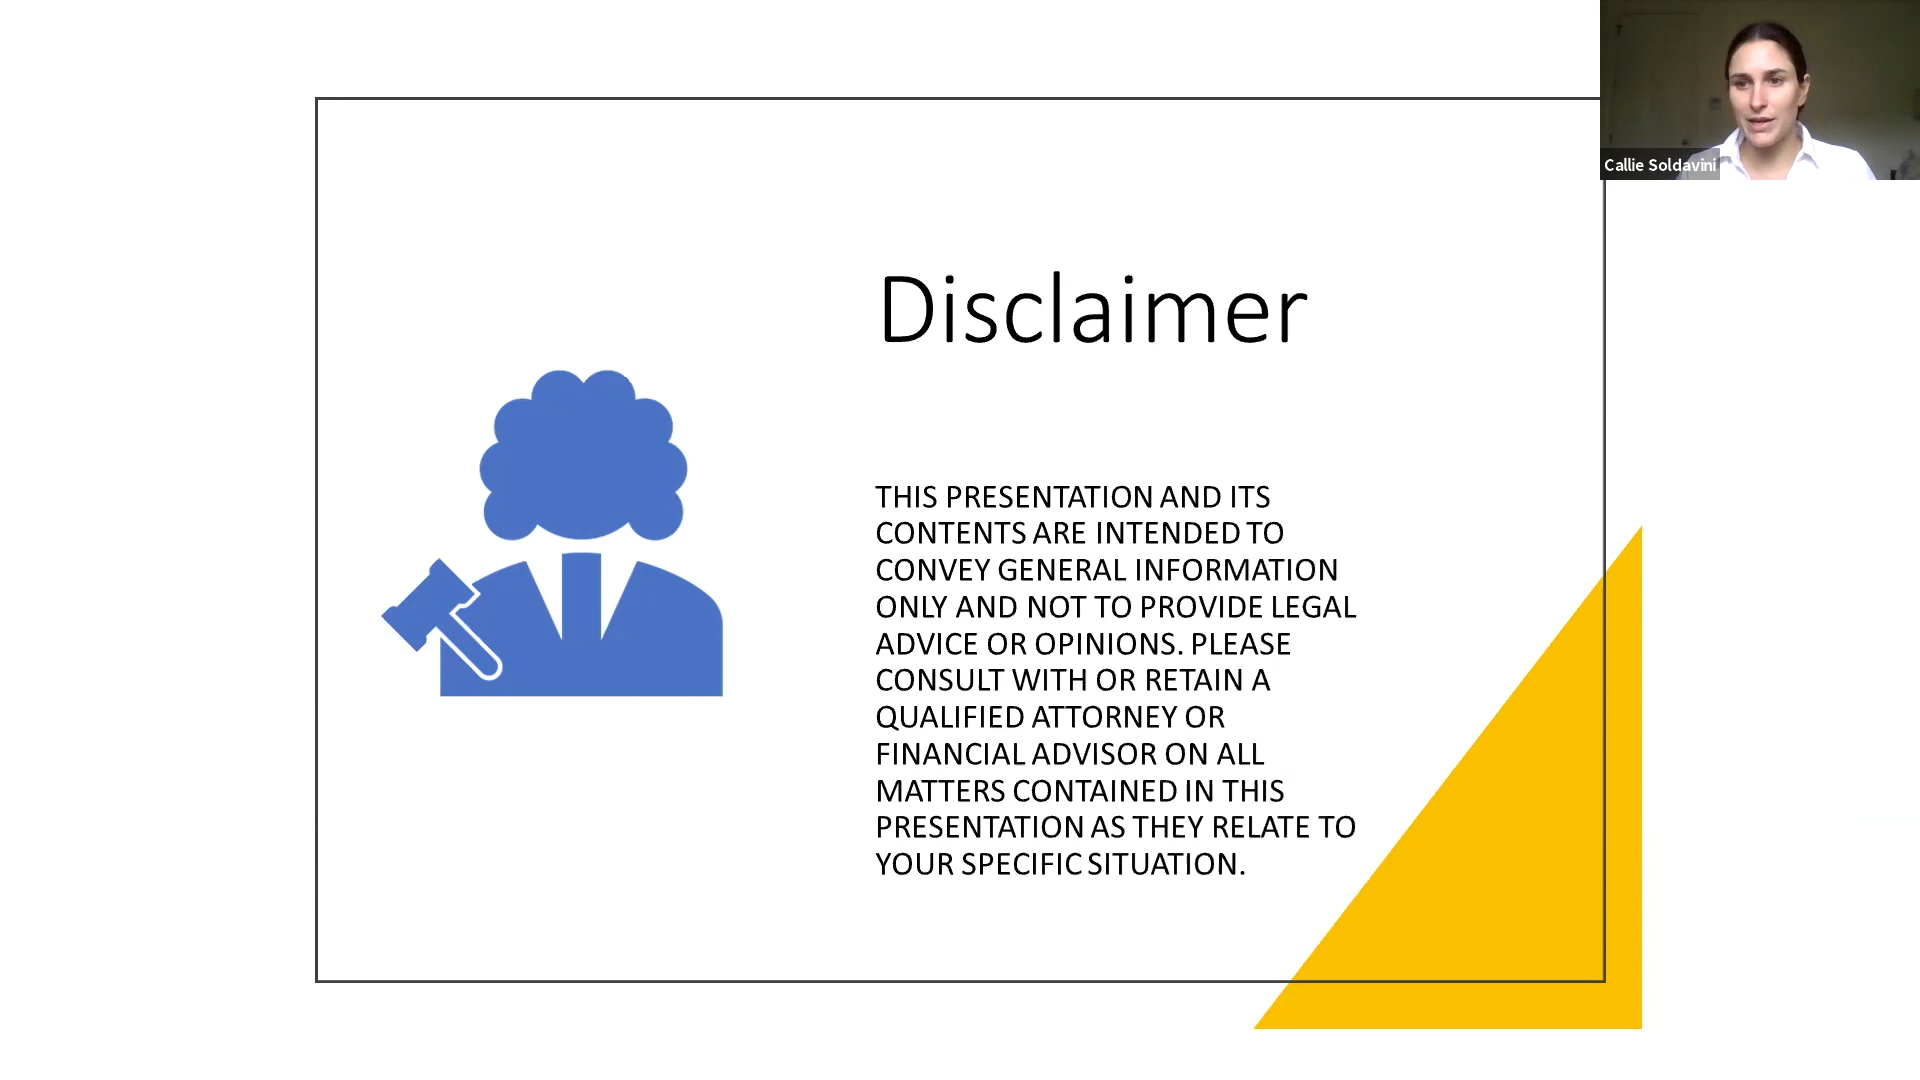 Callie Soldavini
Disclaimer
THIS PRESENTATION AND ITS
CONTENTS ARE INTENDED TO
CONVEY GENERAL INFORMATION
ONLY AND NOT TO PROVIDE LEGAL
ADVICE OR OPINIONS. PLEASE
CONSULT WITH OR RETAIN A
QUALIFIED ATTORNEY OR
FINANCIAL ADVISOR ON ALL
MATTERS CONTAINED IN THIS
PRESENTATION AS THEY RELATE TO
YOUR SPECIFIC SITUATION.